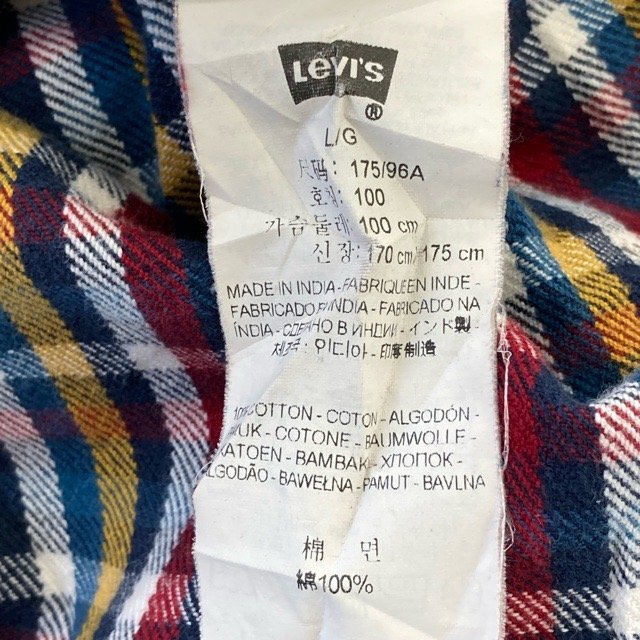 LEVI'S
®
L/G
尺码: 175/96A
호칭: 100
가슴둘레: 100 cm
신장: 170 cm/175 cm
MADE IN INDIA - FABRIQUE EN INDE -
FABRICADO EN INDIA - FABRICADO NA
ÍNDIA - СДЕЛАНО В ИНДИИ - インド製
제조국: 인디아 - 印度制造
COTTON - COTON - ALGODÓN -
COTONE - BAUMWOLLE -
KATOEN - BAMBAK - ХЛОПОК -
ALGODÃO - BAWEŁNA - PAMUT - BAVLNA
棉 면
綿100%